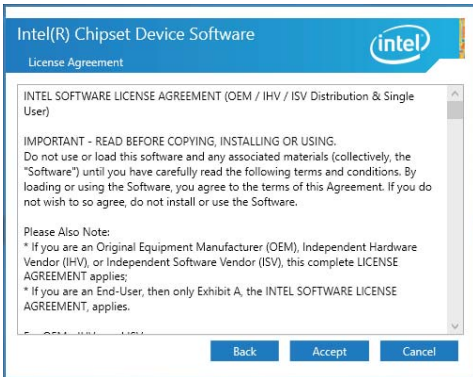 Intel(R) Chipset Device Software
intel
License Agreement
INTEL SOFTWARE LICENSE AGREEMENT (OEM / IHV / ISV Distribution & Single
User)
IMPORTANT - READ BEFORE COPYING, INSTALLING OR USING.
Do not use or load this software and any associated materials (collectively, the
"Software") until you have carefully read the following terms and conditions. By
loading or using the Software, you agree to the terms of this Agreement. If you do
not wish to so agree, do not install or use the Software.
Please Also Note:
* If you are an Original Equipment Manufacturer (OEM), Independent Hardware
Vendor (IHV), or Independent Software Vendor (ISV), this complete LICENSE
AGREEMENT applies;
* If you are an End-User, then only Exhibit A, the INTEL SOFTWARE LICENSE
AGREEMENT, applies.
Back Accept Cancel